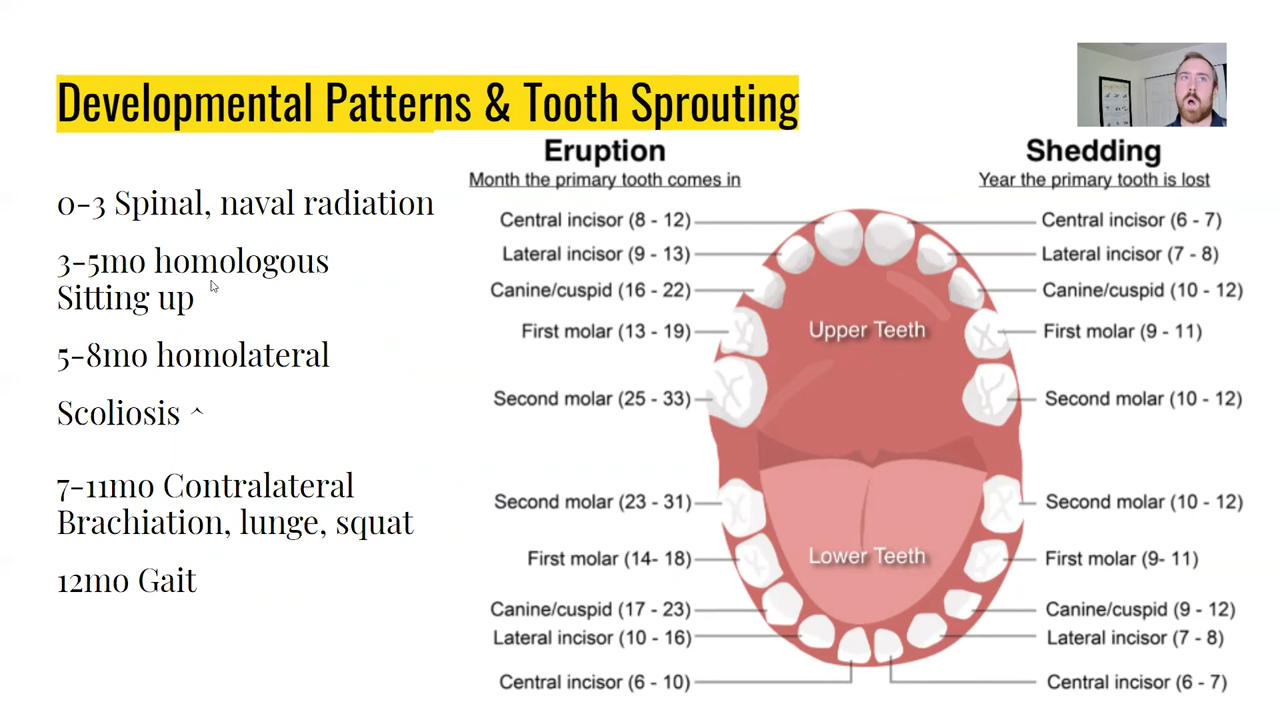 Developmental Patterns & Tooth Sprouting
0-3 Spinal, naval radiation
3-5mo homologous
Sitting up
5-8mo homolateral
Scoliosis ^
7-11mo Contralateral
Brachiation, lunge, squat
12mo Gait
Eruption
Month the primary tooth comes in
Central incisor (8 - 12)
Lateral incisor (9 - 13)
Canine/cuspid (16 - 22)
First molar (13 - 19)
Second molar (25 - 33)
Second molar (23 - 31)
First molar (14- 18)
Canine/cuspid (17 - 23)
Lateral incisor (10 - 16)
Central incisor (6 - 10)
Upper Teeth
Lower Teeth
Shedding
Year the primary tooth is lost
Central incisor (6 - 7)
Lateral incisor (7 - 8)
Canine/cuspid (10 - 12)
First molar (9 - 11)
Second molar (10 - 12)
Second molar (10 - 12)
First molar (9- 11)
Canine/cuspid (9 - 12)
Lateral incisor (7 - 8)
Central incisor (6 - 7)